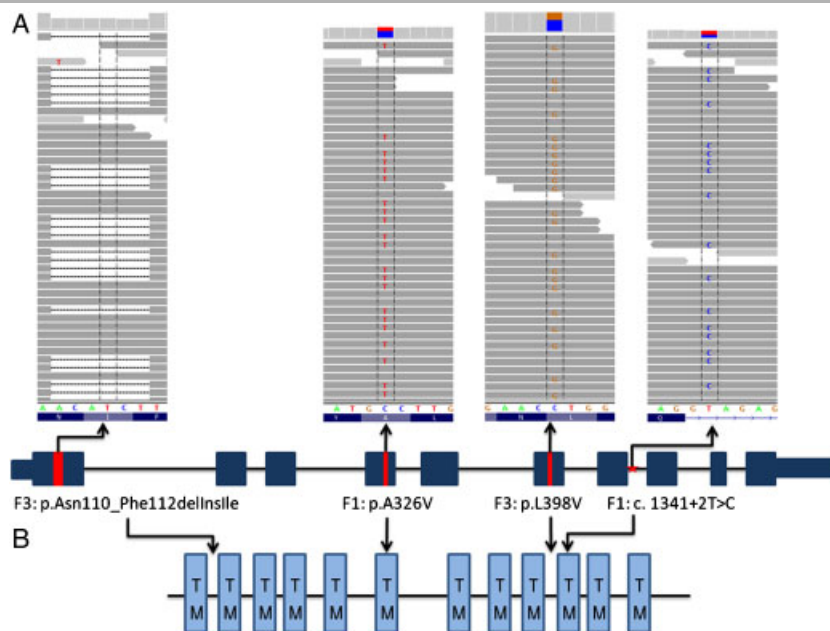 A
T
A A C A T C T T
N I F
A T G C C T T G
A L
G A A C C T G G
N L
A G G T A G A G
Q
F3: p.Asn110_Phe112delInsIle
F1: p.A326V
F3: p.L398V
F1: c. 1341+2T>C
B
T T T T T T T T T T T T
M M M M M M M M M M M M